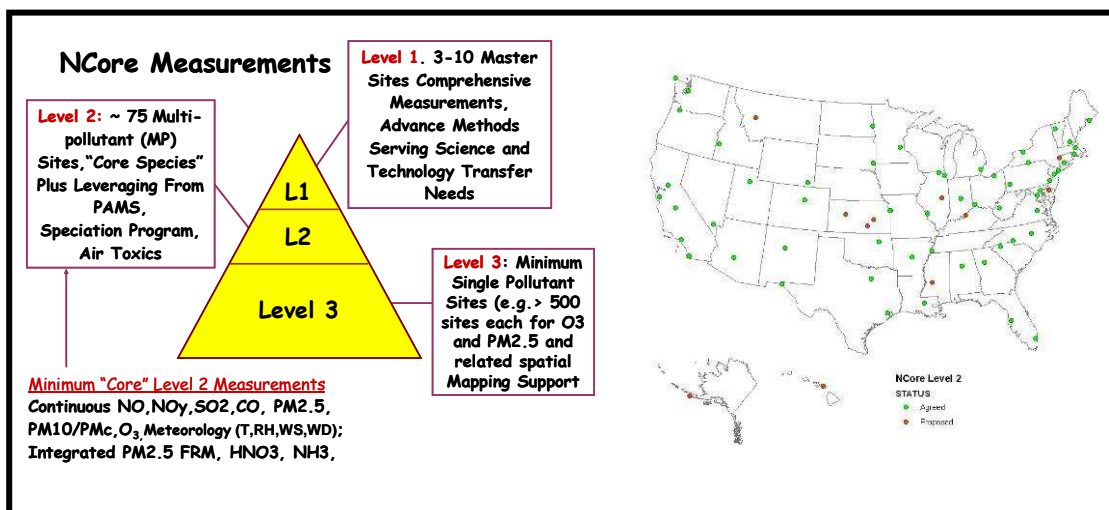 NCore Measurements
Level 1. 3-10 Master
Sites Comprehensive
Measurements,
Advance Methods
Serving Science and
Technology Transfer
Needs
Level 2: ~ 75 Multi-
pollutant (MP)
Sites,“Core Species”
Plus Leveraging From
PAMS,
Speciation Program,
Air Toxics
L1
L2
Level 3
Level 3: Minimum
Single Pollutant
Sites (e.g.> 500
sites each for O3
and PM2.5 and
related spatial
Mapping Support
Minimum “Core” Level 2 Measurements
Continuous NO,NOy,SO2,CO, PM2.5,
PM10/PMc,O3,Meteorology (T,RH,WS,WD);
Integrated PM2.5 FRM, HNO3, NH3,
NCore Level 2
STATUS
Agreed
Proposed